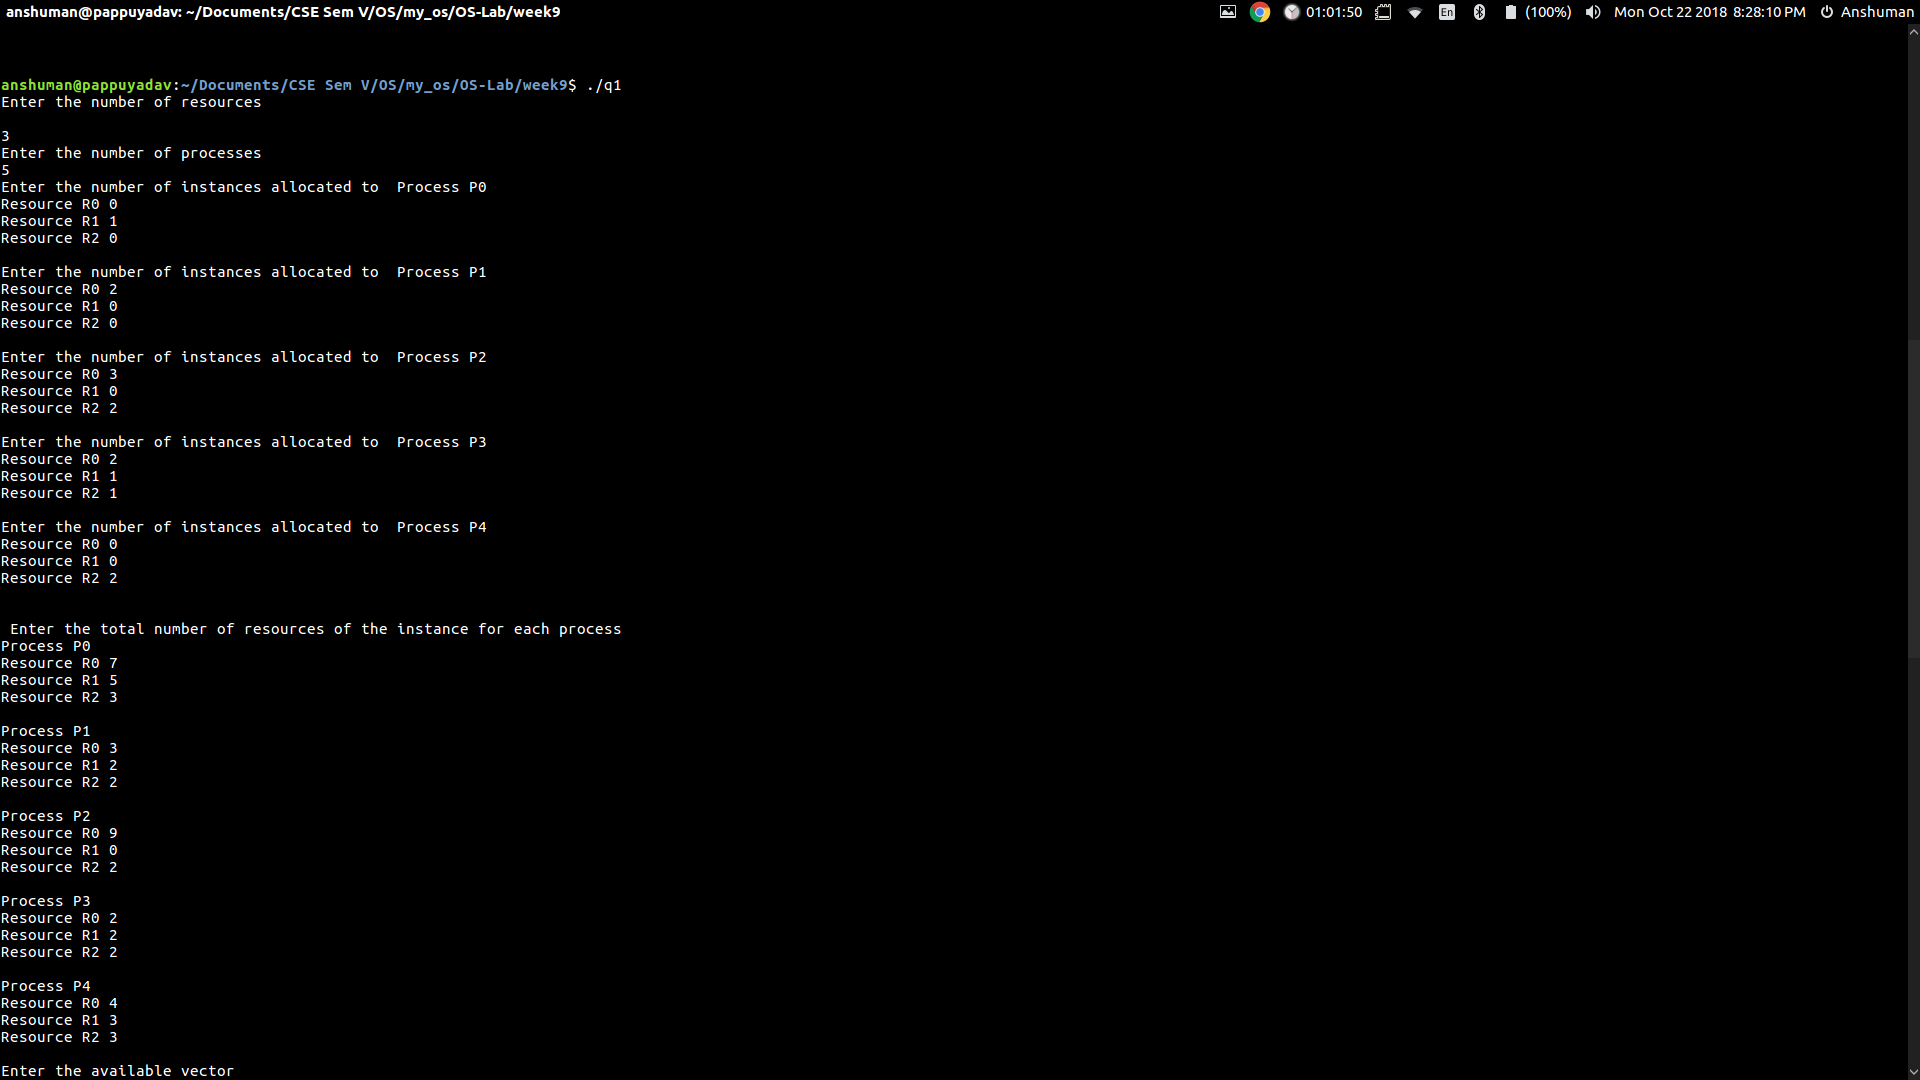 anshuman@pappuyadav: ~/Documents/CSE Sem V/OS/my_os/OS-Lab/week9 01:01:50 En (100%) Mon Oct 22 2018 8:28:10 PM Anshuman
anshuman@pappuyadav:~/Documents/CSE Sem V/OS/my_os/OS-Lab/week9$ ./q1
Enter the number of resources
3
Enter the number of processes
5
Enter the number of instances allocated to  Process P0
Resource R0 0
Resource R1 1
Resource R2 0
Enter the number of instances allocated to  Process P1
Resource R0 2
Resource R1 0
Resource R2 0
Enter the number of instances allocated to  Process P2
Resource R0 3
Resource R1 0
Resource R2 2
Enter the number of instances allocated to  Process P3
Resource R0 2
Resource R1 1
Resource R2 1
Enter the number of instances allocated to  Process P4
Resource R0 0
Resource R1 0
Resource R2 2
Enter the total number of resources of the instance for each process
Process P0
Resource R0 7
Resource R1 5
Resource R2 3
Process P1
Resource R0 3
Resource R1 2
Resource R2 2
Process P2
Resource R0 9
Resource R1 0
Resource R2 2
Process P3
Resource R0 2
Resource R1 2
Resource R2 2
Process P4
Resource R0 4
Resource R1 3
Resource R2 3
Enter the available vector